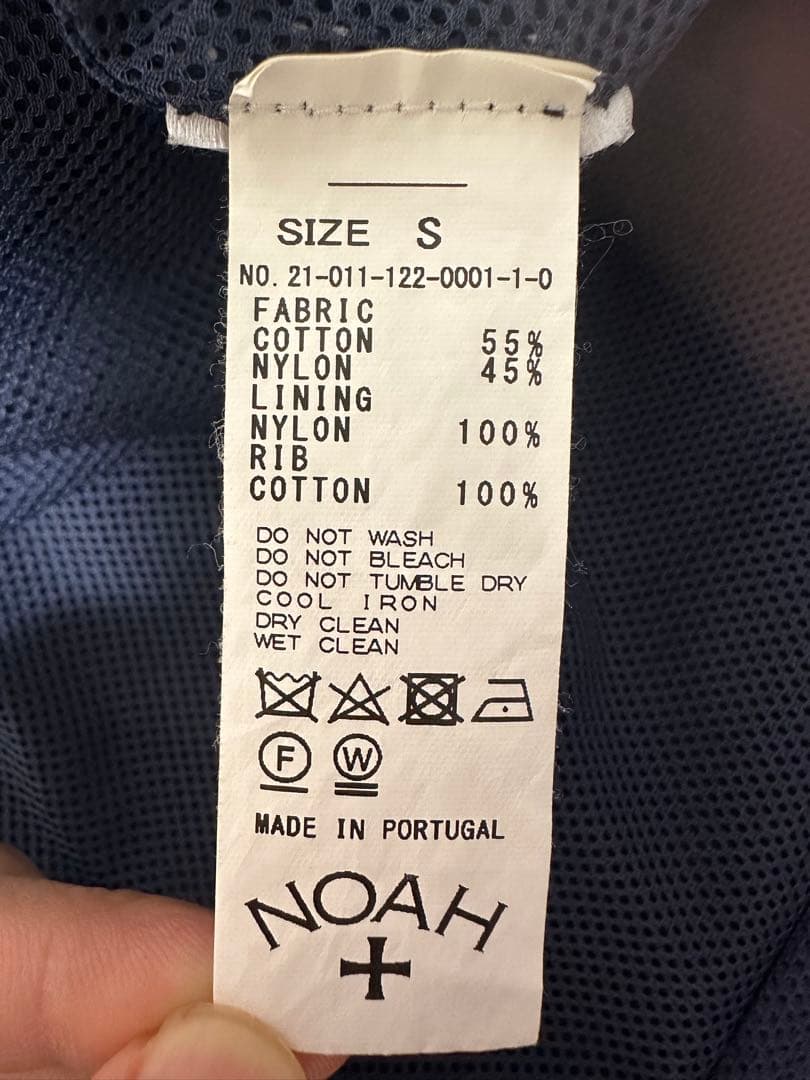 SIZE S
NO. 21-011-122-0001-1-0
FABRIC
COTTON 55%
NYLON 45%
LINING
NYLON 100%
RIB
COTTON 100%
DO NOT WASH
DO NOT BLEACH
DO NOT TUMBLE DRY
COOL IRON
DRY CLEAN
WET CLEAN
F W
MADE IN PORTUGAL
NOAH